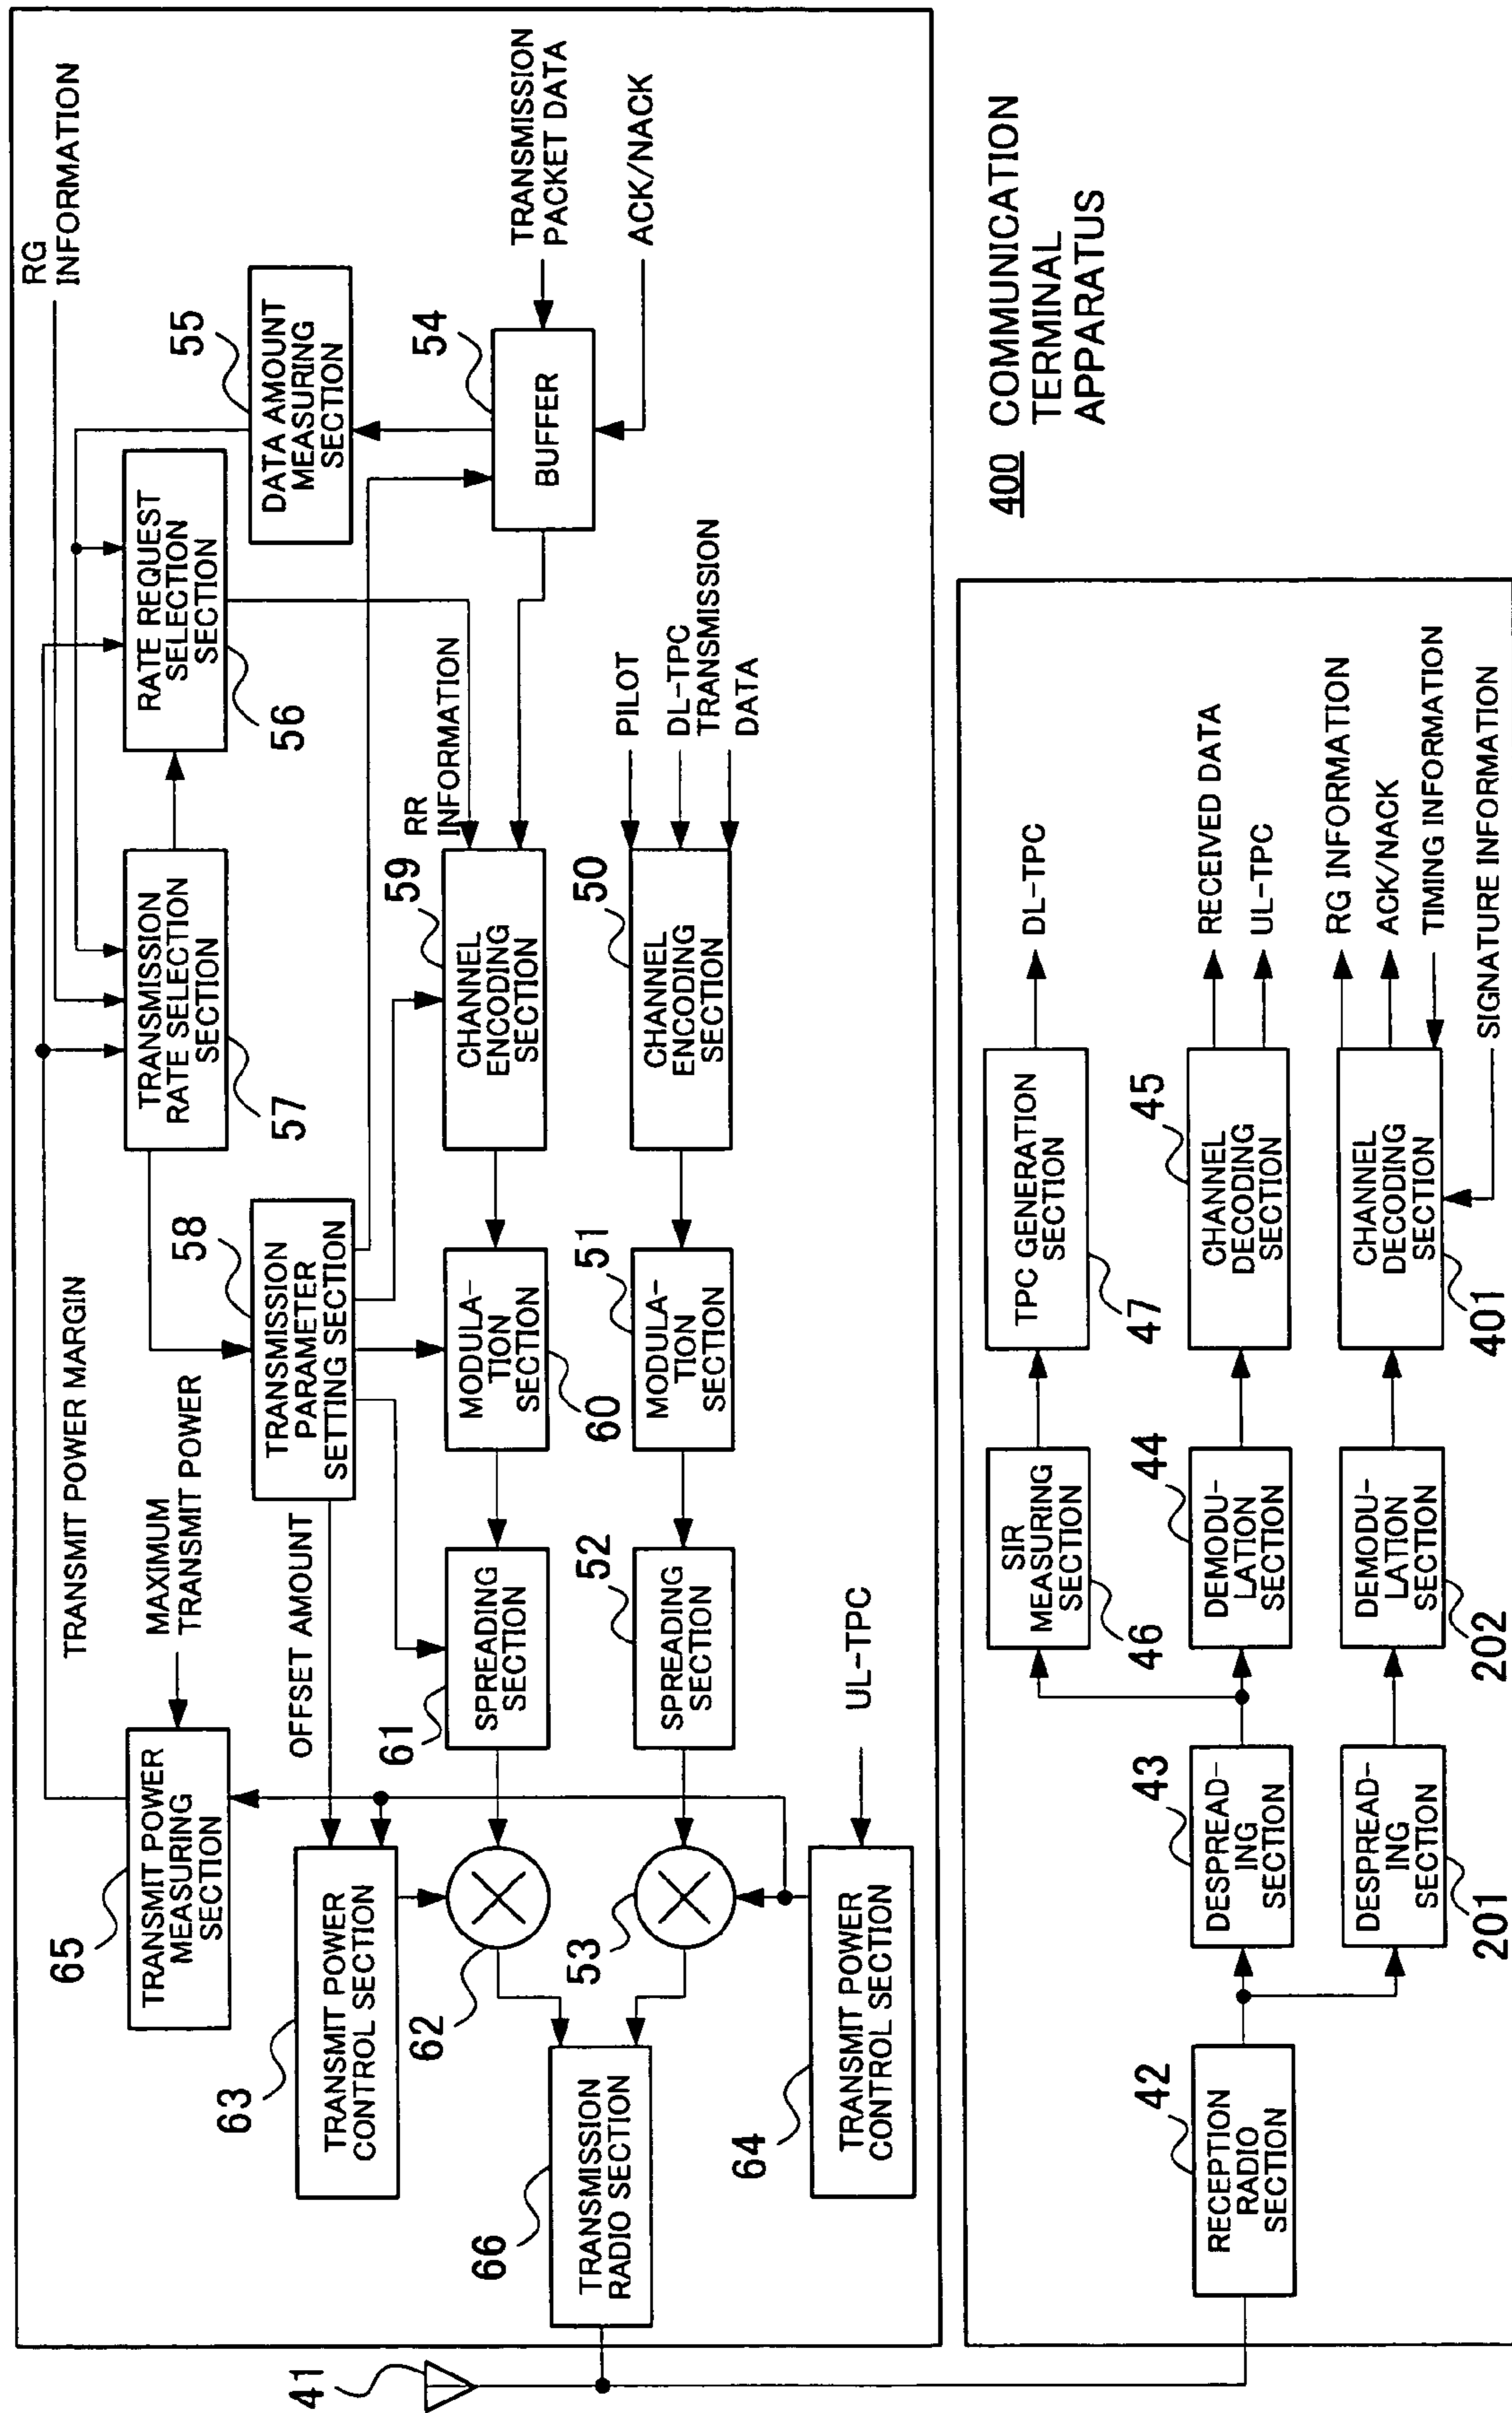 RG
INFORMATION
TRANSMIT POWER MARGIN
MAXIMUM
TRANSMIT POWER
65
TRANSMIT POWER
MEASURING
SECTION
57
TRANSMISSION
RATE SELECTION
SECTION
56
RATE REQUEST
SELECTION
SECTION
55
DATA AMOUNT
MEASURING
SECTION
58
TRANSMISSION
PARAMETER
SETTING SECTION
OFFSET AMOUNT
63
TRANSMIT POWER
CONTROL SECTION
54
BUFFER
TRANSMISSION
PACKET DATA
ACK/NACK
RR
INFORMATION
59
CHANNEL
ENCODING
SECTION
60
MODULA-
TION
SECTION
61
SPREADING
SECTION
62
PILOT
DL-TPC
TRANSMISSION
DATA
50
CHANNEL
ENCODING
SECTION
51
MODULA-
TION
SECTION
52
SPREADING
SECTION
53
66
TRANSMISSION
RADIO SECTION
64
TRANSMIT POWER
CONTROL SECTION
UL-TPC
41
400 COMMUNICATION
TERMINAL
APPARATUS
42
RECEPTION
RADIO
SECTION
43
DESPREAD-
ING
SECTION
201
DESPREAD-
ING
SECTION
46
SIR
MEASURING
SECTION
44
DEMODU-
LATION
SECTION
202
DEMODU-
LATION
SECTION
47
TPC GENERATION
SECTION
45
CHANNEL
DECODING
SECTION
401
CHANNEL
DECODING
SECTION
DL-TPC
RECEIVED DATA
UL-TPC
RG INFORMATION
ACK/NACK
TIMING INFORMATION
SIGNATURE INFORMATION